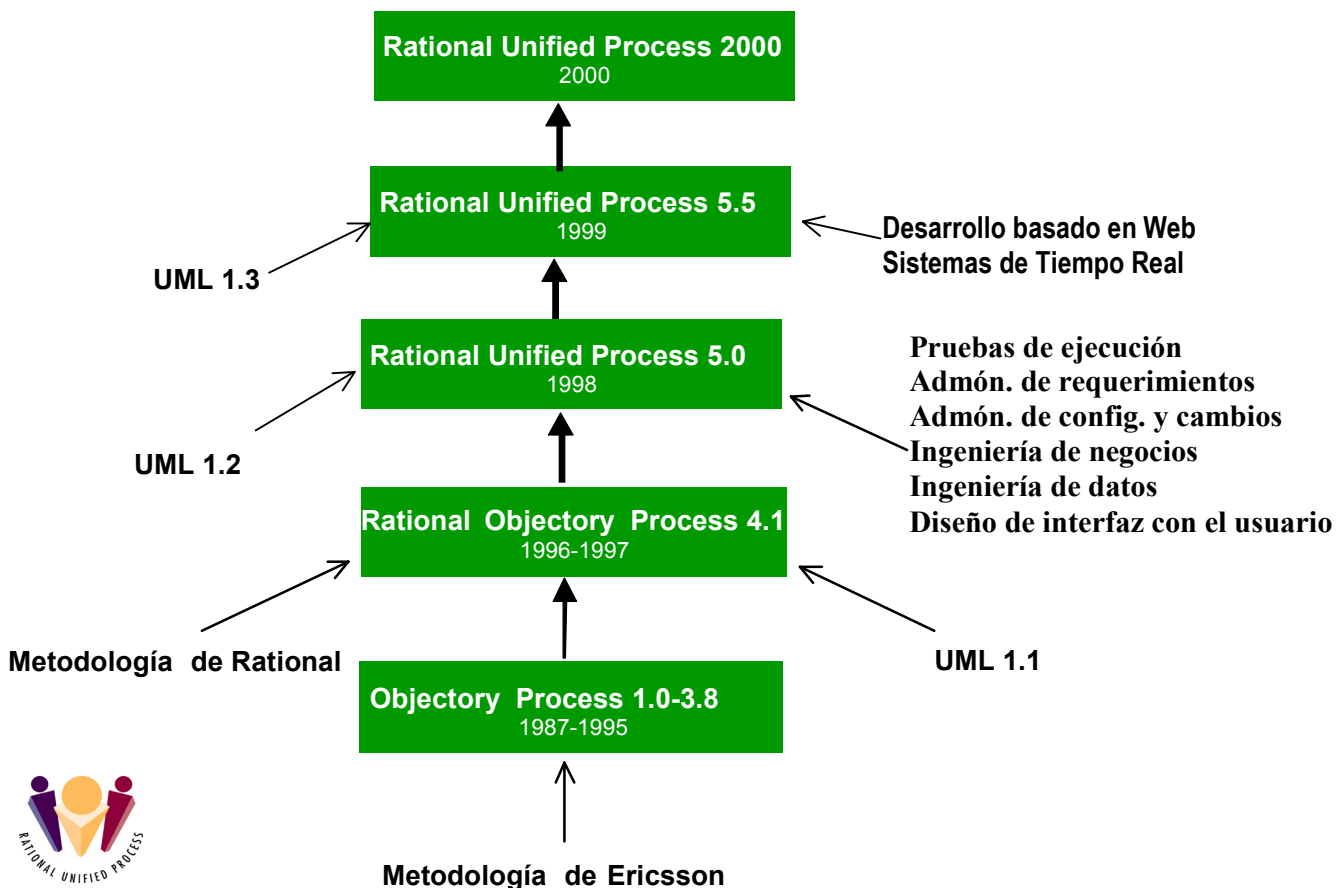 Rational Unified Process 2000
2000
Rational Unified Process 5.5
1999
Desarrollo basado en Web
Sistemas de Tiempo Real
UML 1.3
Rational Unified Process 5.0
1998
Pruebas de ejecución
Admón. de requerimientos
Admón. de config. y cambios
Ingeniería de negocios
Ingeniería de datos
Diseño de interfaz con el usuario
UML 1.2
Rational Objectory Process 4.1
1996-1997
Metodología de Rational
UML 1.1
Objectory Process 1.0-3.8
1987-1995
RATIONAL UNIFIED PROCESS
Metodología de Ericsson